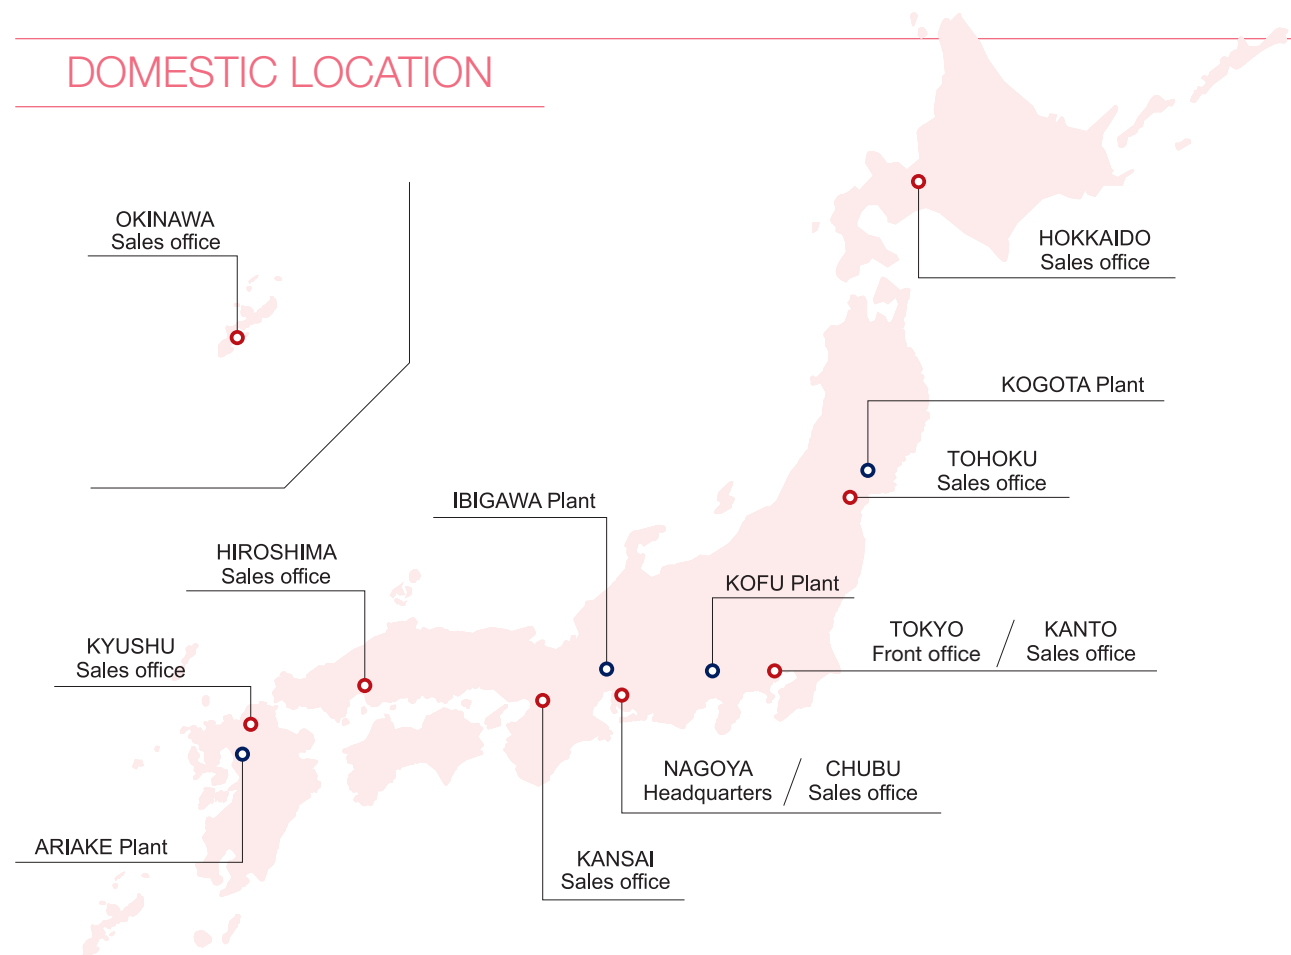 DOMESTIC LOCATION
OKINAWA
Sales office
HOKKAIDO
Sales office
KOGOTA Plant
TOHOKU
Sales office
IBIGAWA Plant
HIROSHIMA
Sales office
KOFU Plant
TOKYO
Front office
KANTO
Sales office
KYUSHU
Sales office
NAGOYA
Headquarters
CHUBU
Sales office
ARIAKE Plant
KANSAI
Sales office